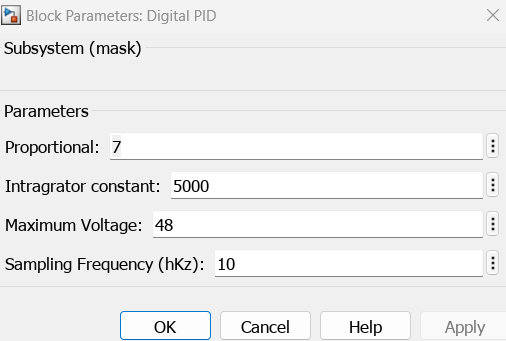 Block Parameters: Digital PID
Subsystem (mask)
Parameters
Proportional: 7
Intragrator constant: 5000
Maximum Voltage: 48
Sampling Frequency (hKz): 10
OK Cancel Help Apply